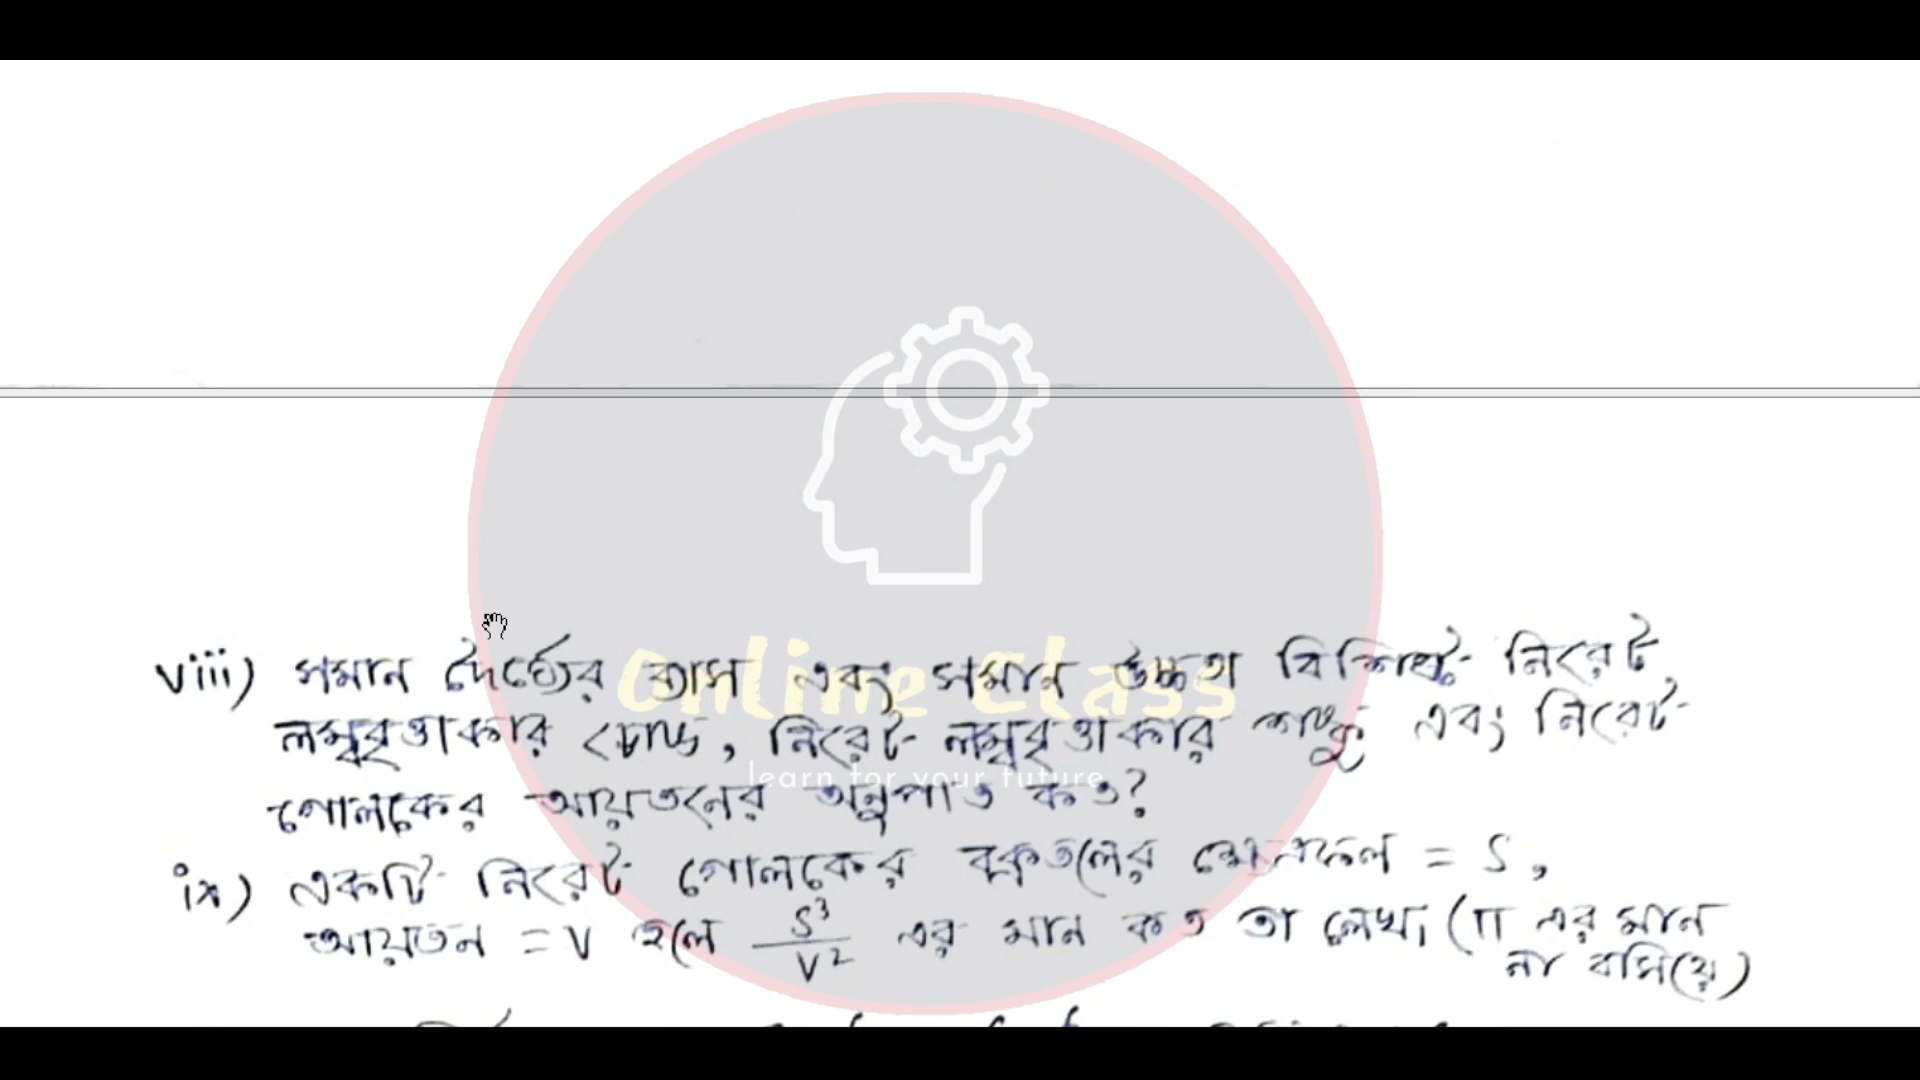 Online Class
learn for your future
viii) সমান দৈর্ঘ্যের ব্যাস এবং সমান উচ্চতা বিশিষ্ট নিরেট
লম্ববৃত্তাকার চোঙ, নিরেট লম্ববৃত্তাকার শঙ্কু এবং নিরেট
গোলকের আয়তনের অনুপাত কত?
ix) একটি নিরেট গোলকের বক্রতলের ক্ষেত্রফল = S,
আয়তন = V হলে S³/V² এর মান কত তা লেখ। (π এর মান
না বসিয়ে)